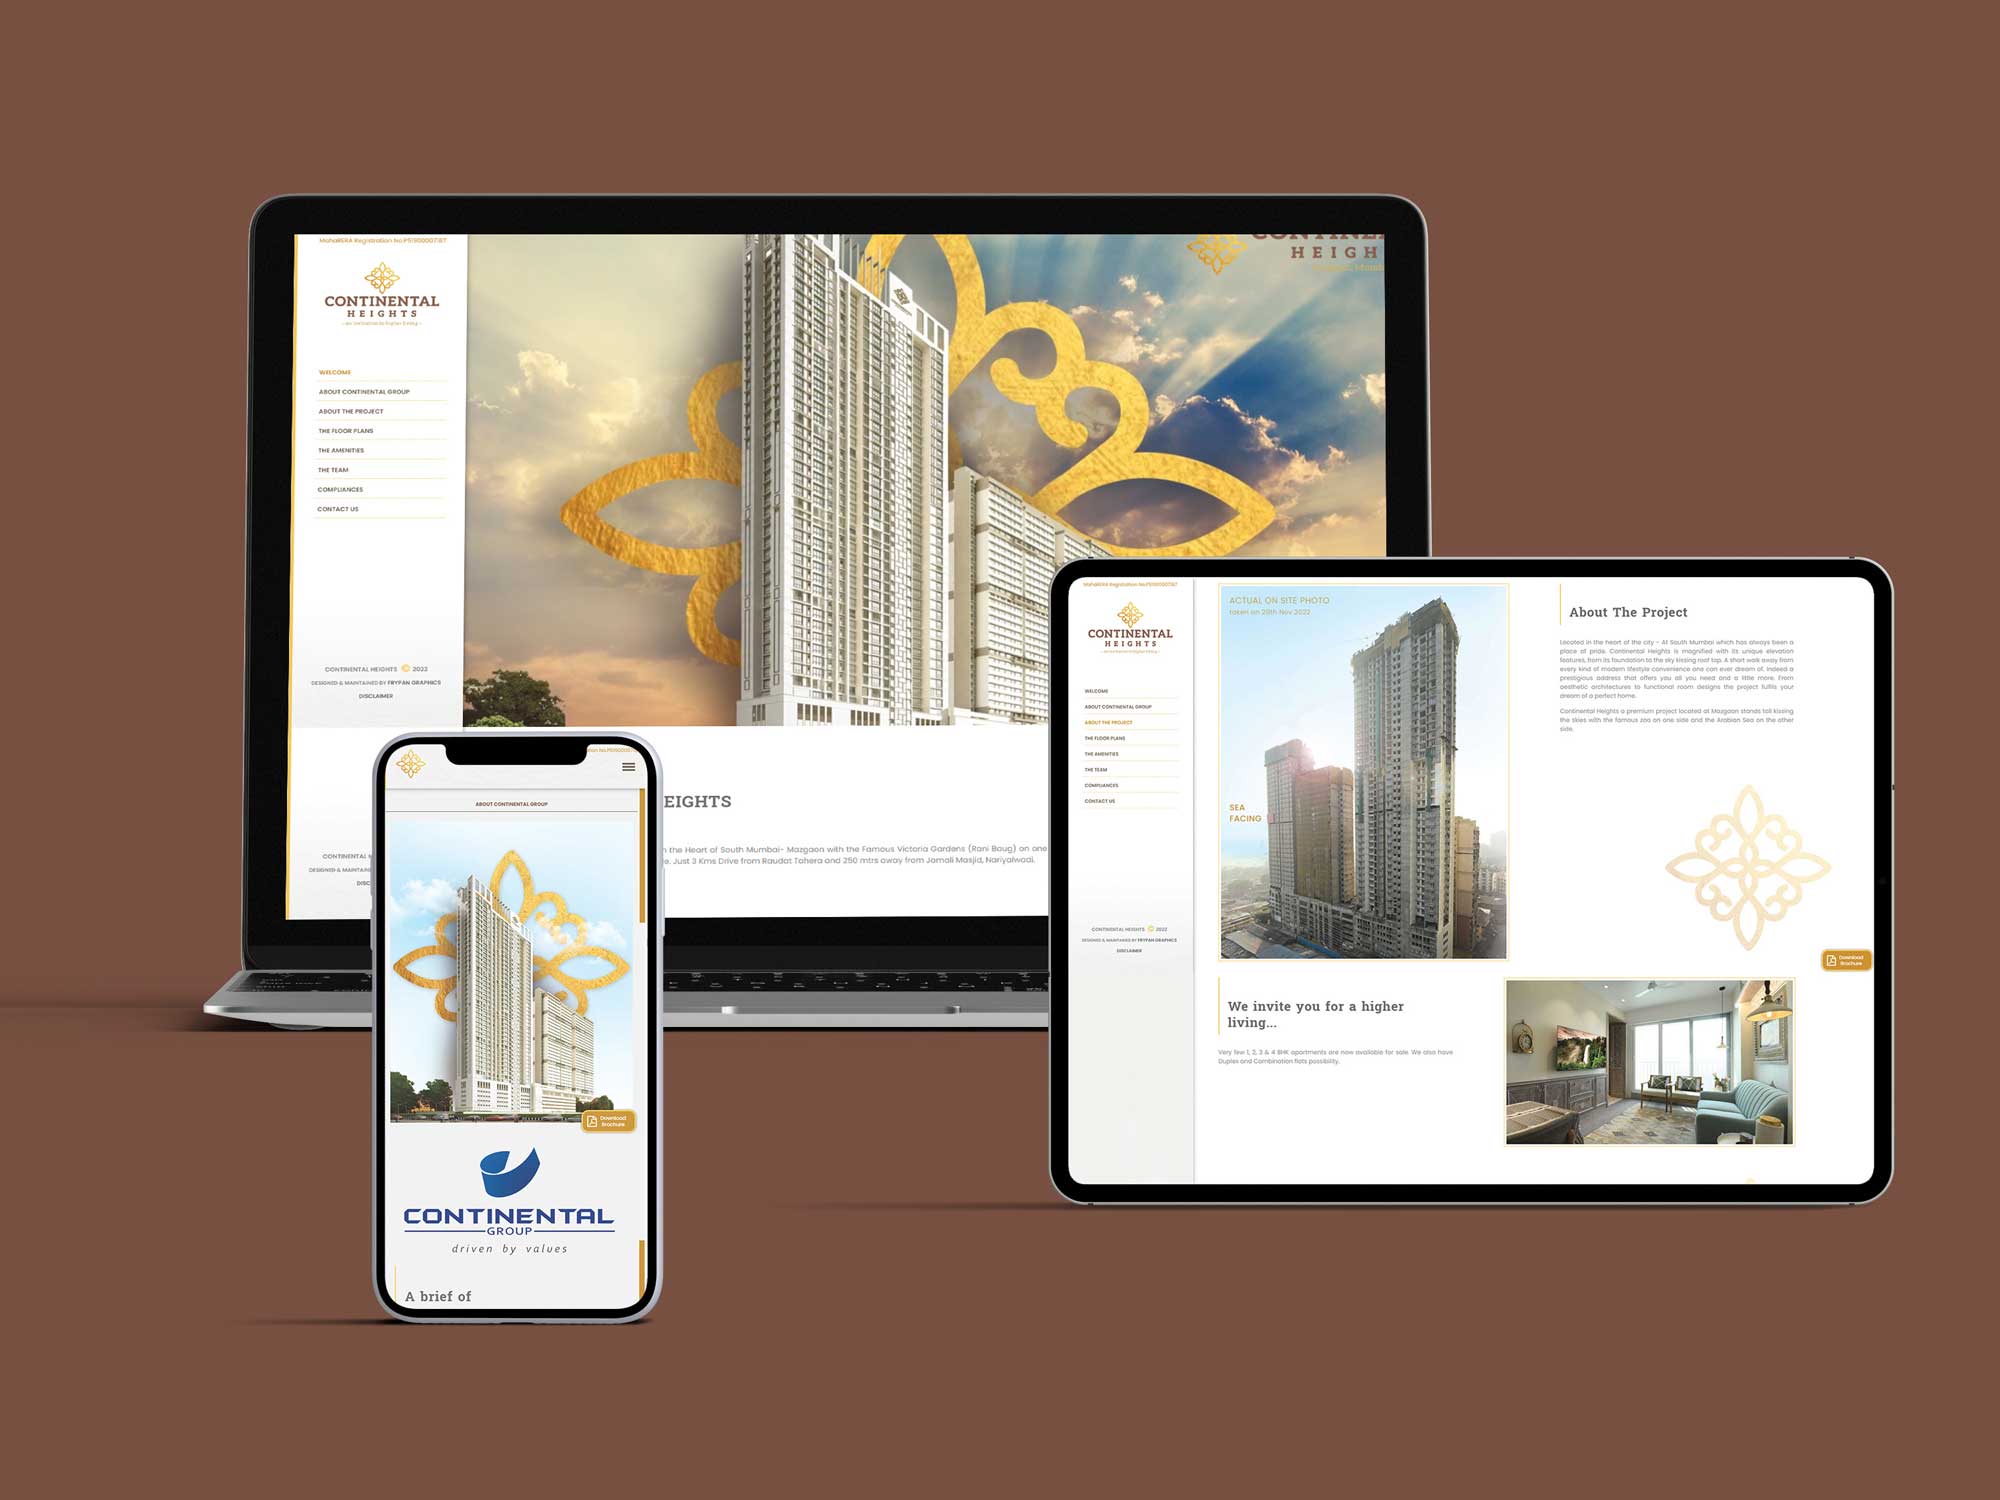 MahaRERA Registration No.P51900007187
CONTINENTAL
HEIGHTS
WELCOME
ABOUT CONTINENTAL GROUP
ABOUT THE PROJECT
THE FLOOR PLANS
THE AMENITIES
THE TEAM
COMPLIANCES
CONTACT US
CONTINENTAL HEIGHTS © 2022
DESIGNED & MAINTAINED BY FRYPAN GRAPHICS
DISCLAIMER
HEIGH
CONTINENTAL
DESIGNED & MAINTAIN
DISC
EIGHTS
the Heart of South Mumbai- Mazgaon with the Famous Victoria Gardens (Rani Baug) on one
Just 3 Kms Drive from Raudat Tahera and 250 mtrs away from Jamali Masjid, Nariyalwadi.
ABOUT CONTINENTAL GROUP
Download
Brochure
CONTINENTAL
GROUP
driven by values
A brief of
MahaRERA Registration No.P51900007187
CONTINENTAL
HEIGHTS
WELCOME
ABOUT CONTINENTAL GROUP
ABOUT THE PROJECT
THE FLOOR PLANS
THE AMENITIES
THE TEAM
COMPLIANCES
CONTACT US
CONTINENTAL HEIGHTS © 2022
DESIGNED & MAINTAINED BY FRYPAN GRAPHICS
DISCLAIMER
ACTUAL ON SITE PHOTO
taken on 29th Nov 2022
SEA
FACING
About The Project
Located in the heart of the city - At South Mumbai which has always been a
place of pride. Continental Heights is magnified with its unique elevation
features, from its foundation to the sky kissing roof top. A short walk away from
every kind of modern lifestyle convenience one can ever dream of. Indeed a
prestigious address that offers you all you need and a little more. From
aesthetic architectures to functional room designs the project fulfils your
dream of a perfect home.
Continental Heights a premium project located at Mazgaon stands tall kissing
the skies with the famous zoo on one side and the Arabian Sea on the other
side.
Download
Brochure
We invite you for a higher
living...
Very few 1, 2, 3 & 4 BHK apartments are now available for sale. We also have
Duplex and Combination flats possibility.